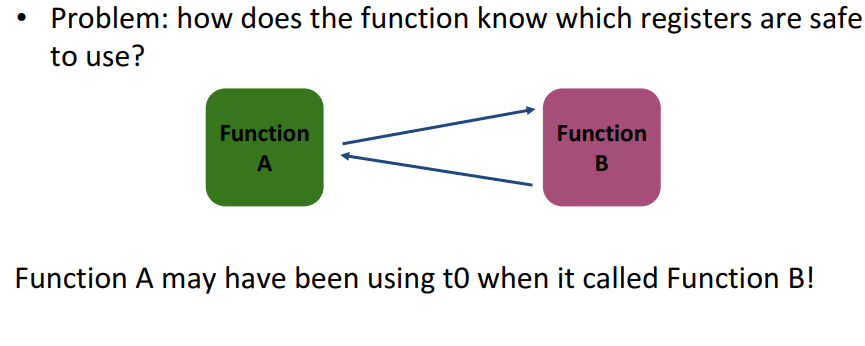 • Problem: how does the function know which registers are safe
to use?
Function
A
Function
B
Function A may have been using t0 when it called Function B!